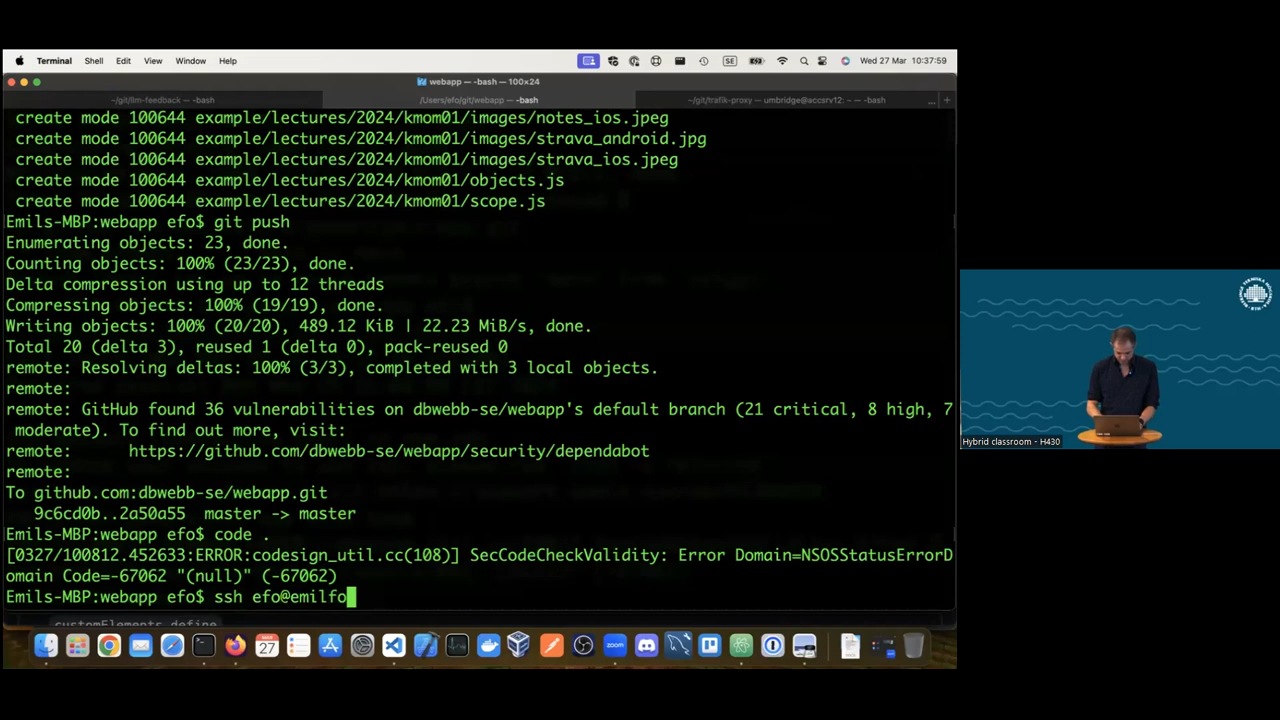 Terminal Shell Edit View Window Help SE Wed 27 Mar 10:37:59
webapp — -bash — 100×24
~/git/llm-feedback — -bash /Users/efo/git/webapp — -bash ~/git/trafik-proxy — umbridge@accsrv12: ~ — -bash ... +
create mode 100644 example/lectures/2024/kmom01/images/notes_ios.jpeg
create mode 100644 example/lectures/2024/kmom01/images/strava_android.jpg
create mode 100644 example/lectures/2024/kmom01/images/strava_ios.jpeg
create mode 100644 example/lectures/2024/kmom01/objects.js
create mode 100644 example/lectures/2024/kmom01/scope.js
Emils-MBP:webapp efo$ git push
Enumerating objects: 23, done.
Counting objects: 100% (23/23), done.
Delta compression using up to 12 threads
Compressing objects: 100% (19/19), done.
Writing objects: 100% (20/20), 489.12 KiB | 22.23 MiB/s, done.
Total 20 (delta 3), reused 1 (delta 0), pack-reused 0
remote: Resolving deltas: 100% (3/3), completed with 3 local objects.
remote:
remote: GitHub found 36 vulnerabilities on dbwebb-se/webapp's default branch (21 critical, 8 high, 7
moderate). To find out more, visit:
remote: https://github.com/dbwebb-se/webapp/security/dependabot
remote:
To github.com:dbwebb-se/webapp.git
9c6cd0b..2a50a55 master -> master
Emils-MBP:webapp efo$ code .
[0327/100812.452633:ERROR:codesign_util.cc(108)] SecCodeCheckValidity: Error Domain=NSOSStatusErrorD
omain Code=-67062 "(null)" (-67062)
Emils-MBP:webapp efo$ ssh efo@emilfo
customElements.define
MAR
27
zoom
Hybrid classroom - H430